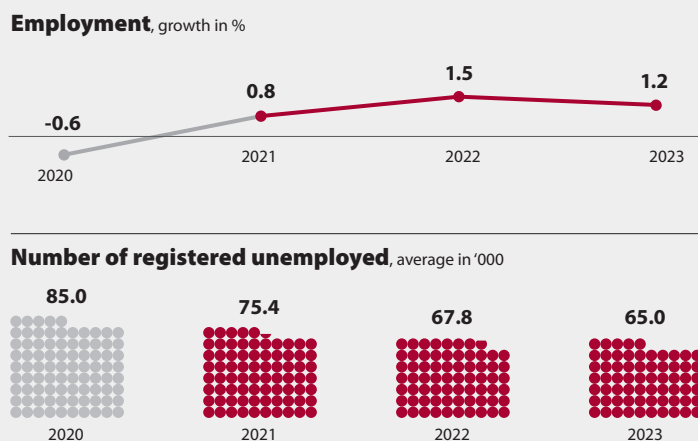 Employment, growth in %
-0.6 0.8 1.5 1.2
2020 2021 2022 2023
Number of registered unemployed, average in ‘000
85.0 75.4 67.8 65.0
2020 2021 2022 2023